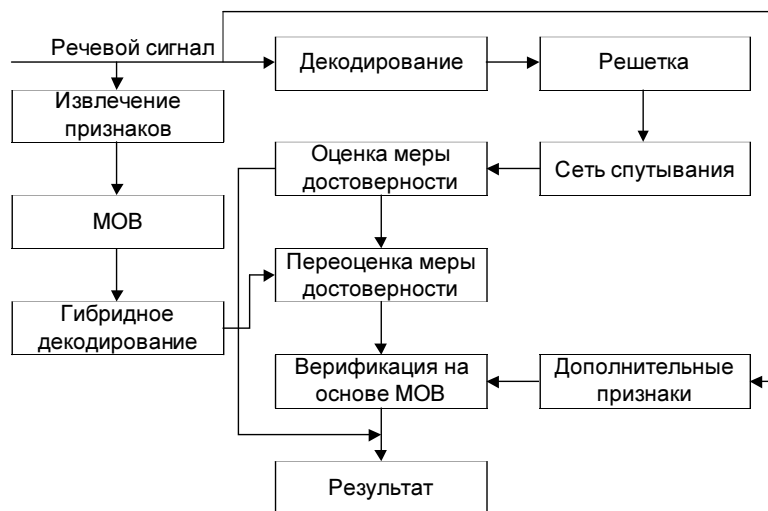 Речевой сигнал
Декодирование
Решетка
Извлечение
признаков
Оценка меры
достоверности
Сеть спутывания
МОВ
Переоценка меры
достоверности
Гибридное
декодирование
Верификация на
основе МОВ
Дополнительные
признаки
Результат